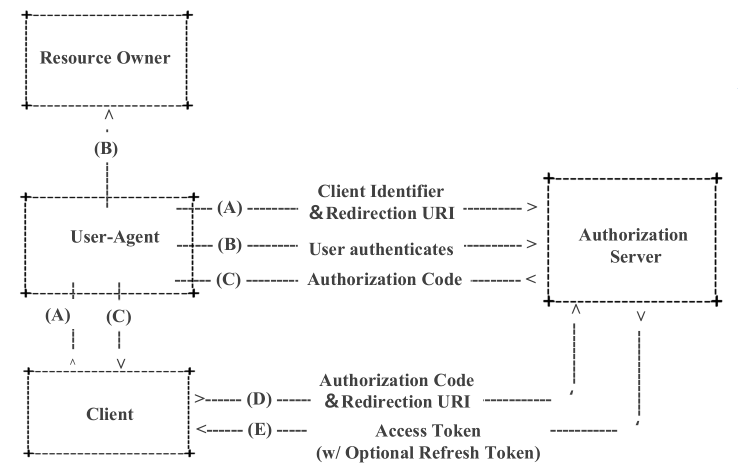 Resource Owner
(B)
Client Identifier
(A) &Redirection URI
User-Agent
(B) User authenticates
Authorization
Server
(C) Authorization Code
(A) (C)
Authorization Code
(D) &Redirection URI
Client
(E) Access Token
(w/ Optional Refresh Token)